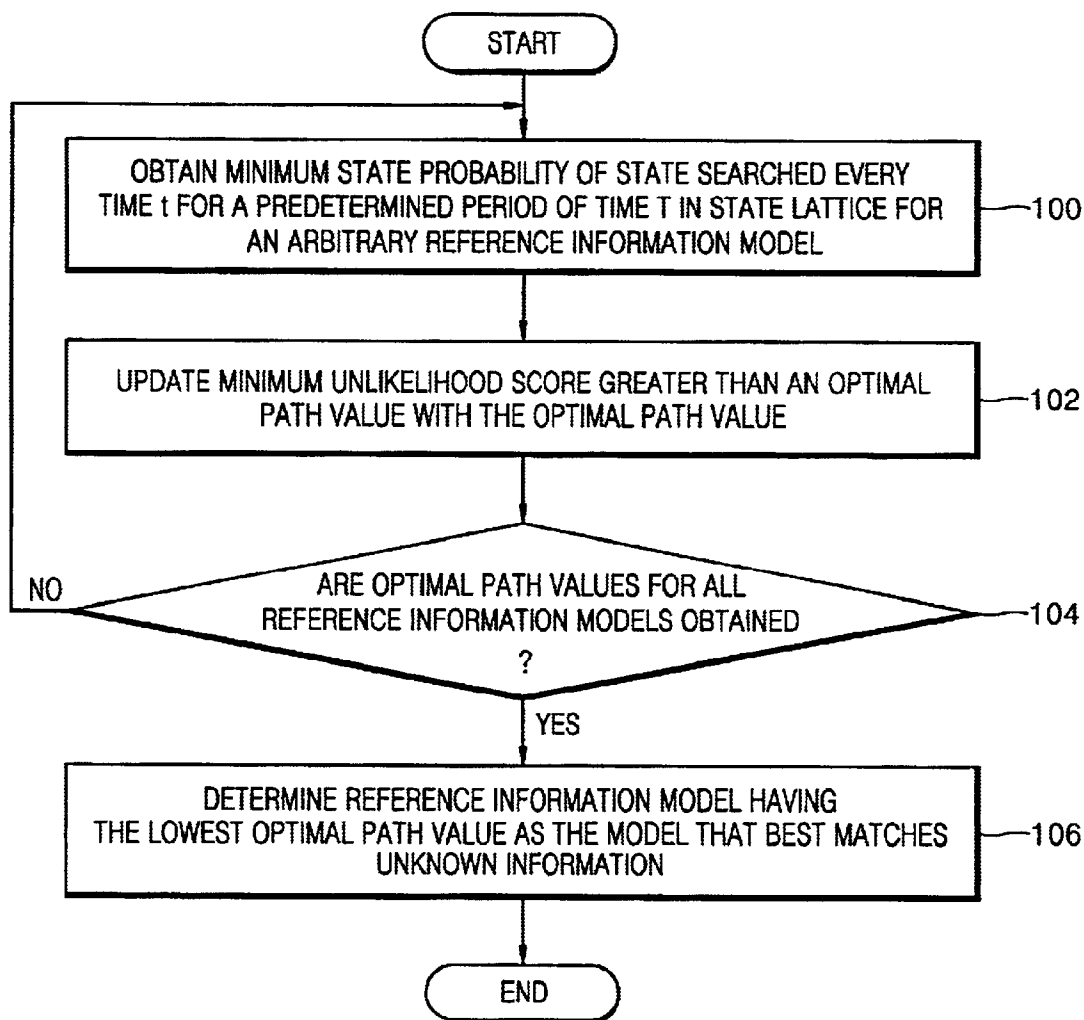 START
OBTAIN MINIMUM STATE PROBABILITY OF STATE SEARCHED EVERY
TIME t FOR A PREDETERMINED PERIOD OF TIME T IN STATE LATTICE FOR
AN ARBITRARY REFERENCE INFORMATION MODEL
100
UPDATE MINIMUM UNLIKELIHOOD SCORE GREATER THAN AN OPTIMAL
PATH VALUE WITH THE OPTIMAL PATH VALUE
102
NO
ARE OPTIMAL PATH VALUES FOR ALL
REFERENCE INFORMATION MODELS OBTAINED
?
104
YES
DETERMINE REFERENCE INFORMATION MODEL HAVING
THE LOWEST OPTIMAL PATH VALUE AS THE MODEL THAT BEST MATCHES
UNKNOWN INFORMATION
106
END